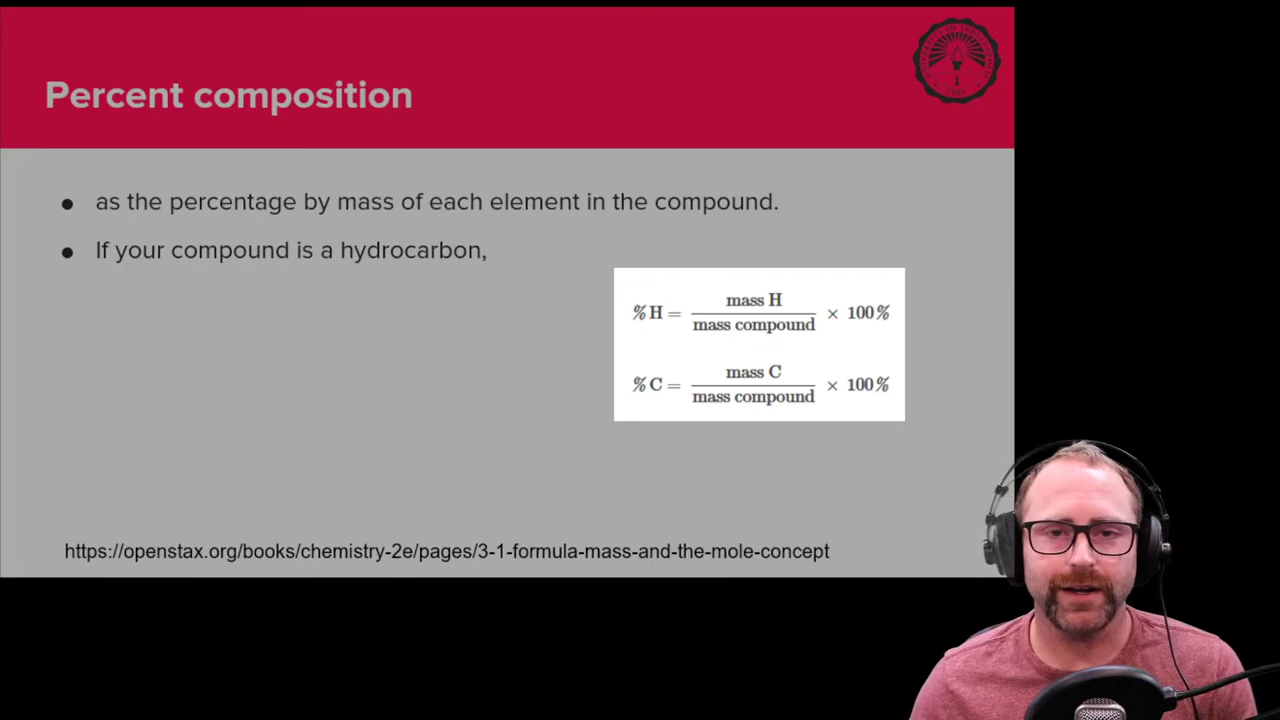 Percent composition
as the percentage by mass of each element in the compound.
If your compound is a hydrocarbon,
%H = mass H / mass compound × 100%
%C = mass C / mass compound × 100%
https://openstax.org/books/chemistry-2e/pages/3-1-formula-mass-and-the-mole-concept